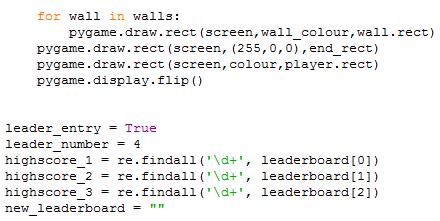 for wall in walls:
pygame.draw.rect(screen,wall_colour,wall.rect)
pygame.draw.rect(screen,(255,0,0),end_rect)
pygame.draw.rect(screen,colour,player.rect)
pygame.display.flip()
leader_entry = True
leader_number = 4
highscore_1 = re.findall('\d+', leaderboard[0])
highscore_2 = re.findall('\d+', leaderboard[1])
highscore_3 = re.findall('\d+', leaderboard[2])
new_leaderboard = ""